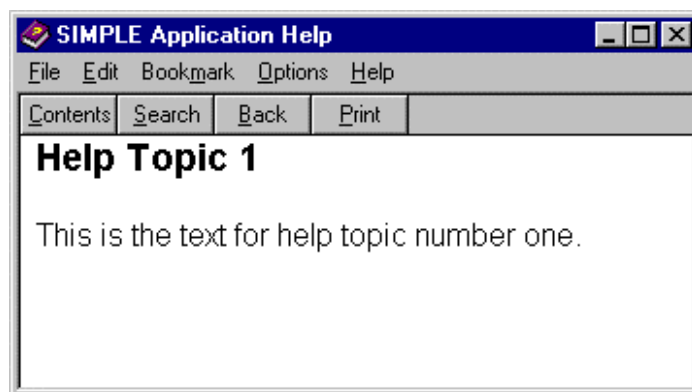 SIMPLE Application Help
File Edit Bookmark Options Help
Contents Search Back Print
Help Topic 1
This is the text for help topic number one.